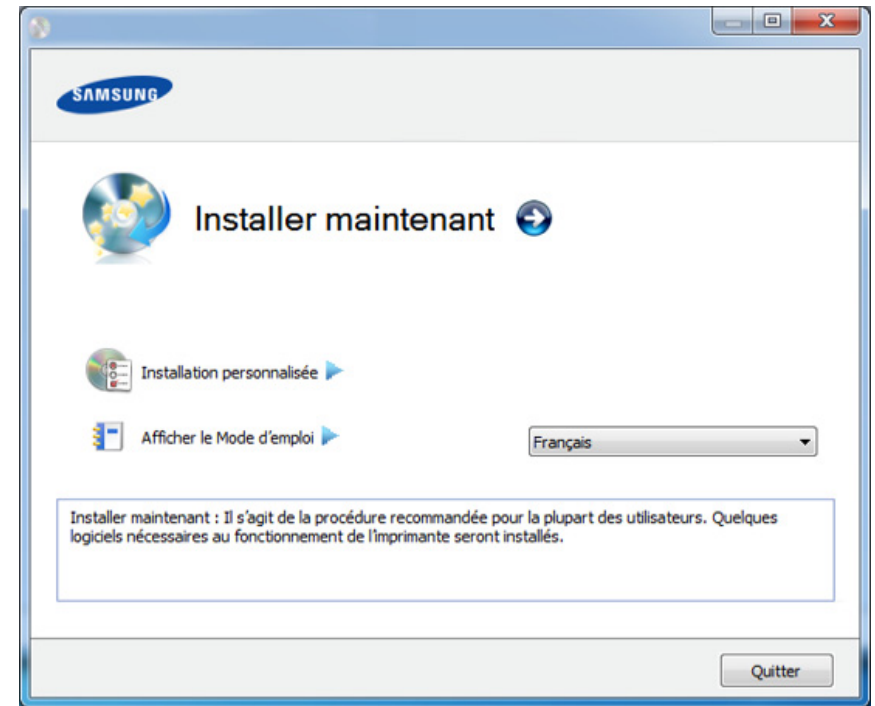 SAMSUNG
Installer maintenant
Installation personnalisée
Afficher le Mode d'emploi
Français
Installer maintenant : Il s'agit de la procédure recommandée pour la plupart des utilisateurs. Quelques
logiciels nécessaires au fonctionnement de l'imprimante seront installés.
Quitter